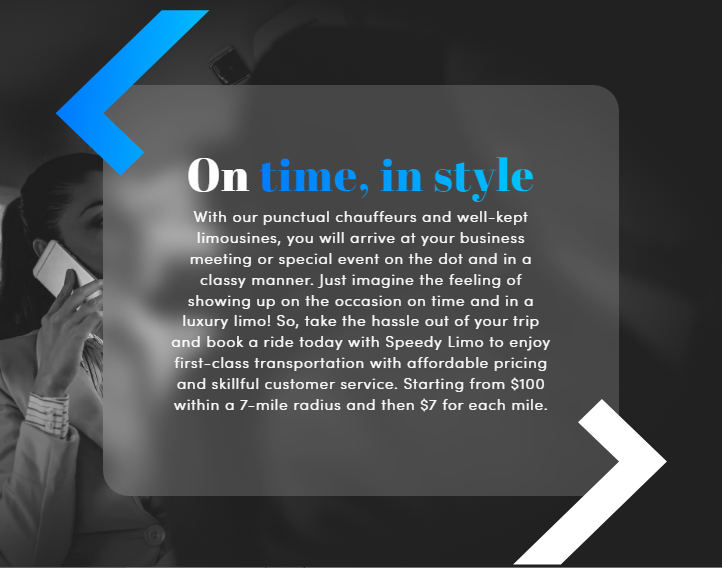 On time, in style
With our punctual chauffeurs and well-kept
limousines, you will arrive at your business
meeting or special event on the dot and in a
classy manner. Just imagine the feeling of
showing up on the occasion on time and in a
luxury limo! So, take the hassle out of your trip
and book a ride today with Speedy Limo to enjoy
first-class transportation with affordable pricing
and skillful customer service. Starting from $100
within a 7-mile radius and then $7 for each mile.